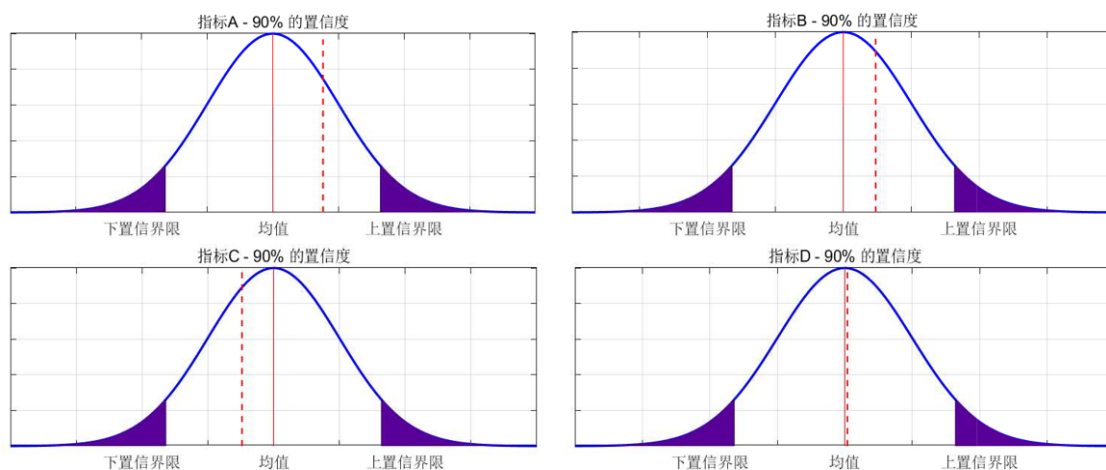 指标A - 90% 的置信度
下置信界限 均值 上置信界限
指标B - 90% 的置信度
下置信界限 均值 上置信界限
指标C - 90% 的置信度
下置信界限 均值 上置信界限
指标D - 90% 的置信度
下置信界限 均值 上置信界限